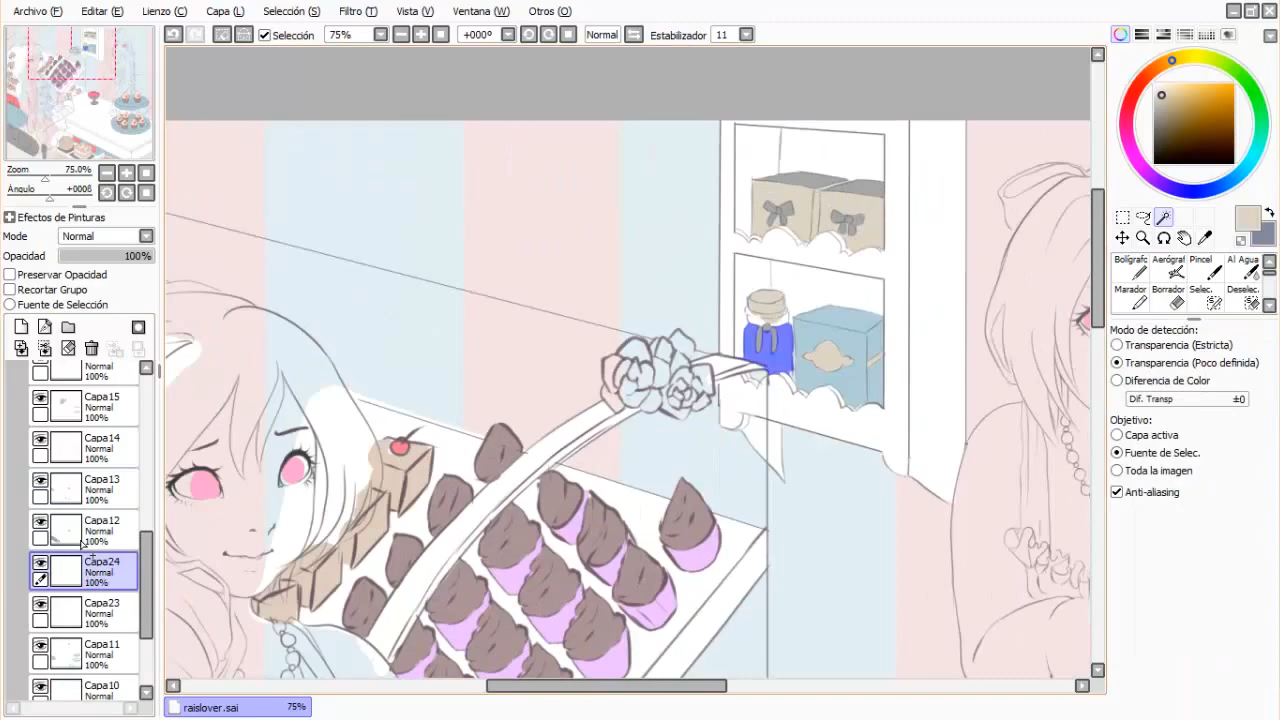 Archivo (F) Editar (E) Lienzo (C) Capa (L) Selección (S) Filtro (T) Vista (V) Ventana (W) Otros (O)
Selección 75% +000º Normal Estabilizador 11
Zoom 75.0%
Ángulo +000ß
Efectos de Pinturas
Modo Normal
Opacidad 100%
Preservar Opacidad
Recortar Grupo
Fuente de Selección
Normal
100%
Capa15
Normal
100%
Capa14
Normal
100%
Capa13
Normal
100%
Capa12
Normal
100%
Capa24
Normal
100%
Capa23
Normal
100%
Capa11
Normal
100%
Capa10
Normal
raislover.sai 75%
Bolígrafc Aerógraf Pincel Al Agua
Marador Borrador Selec. Deselec.
Modo de detección:
Transparencia (Estricta)
Transparencia (Poco definida)
Diferencia de Color
Dif. Transp ±0
Objetivo:
Capa activa
Fuente de Selec.
Toda la imagen
Anti-aliasing